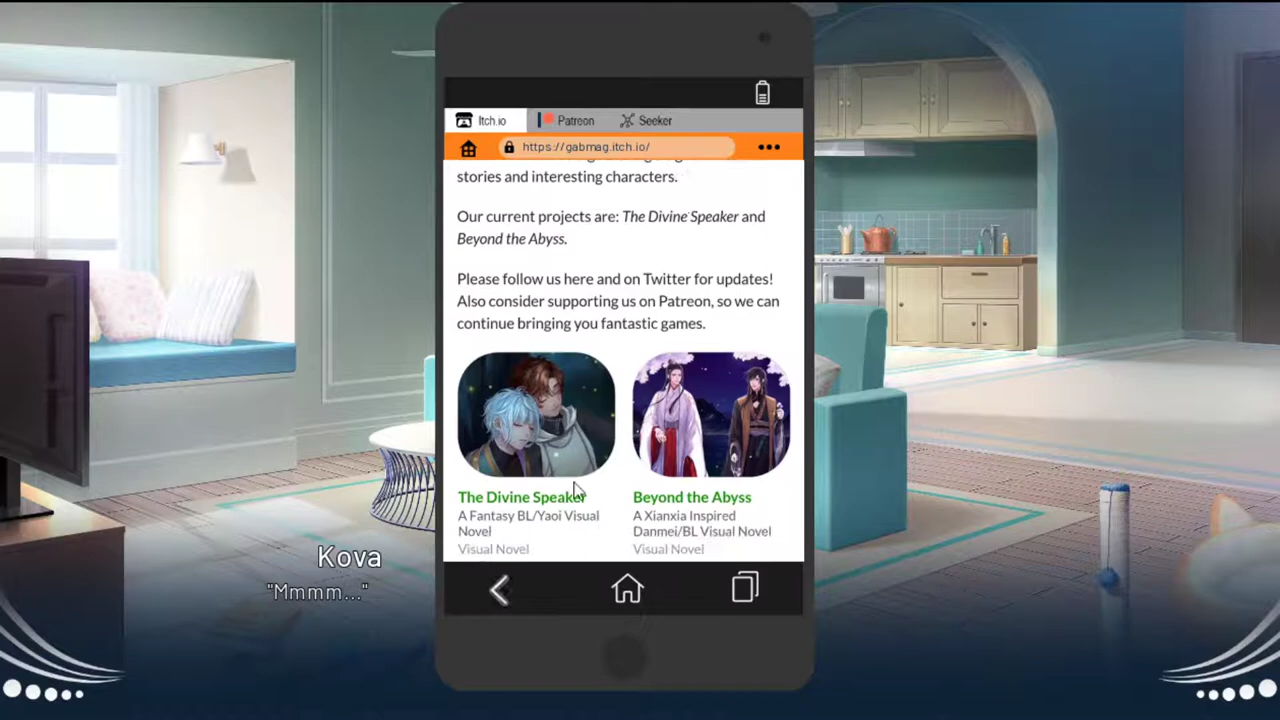 Itch.io Patreon Seeker
https://gabmag.itch.io/
stories and interesting characters.
Our current projects are: The Divine Speaker and
Beyond the Abyss.
Please follow us here and on Twitter for updates!
Also consider supporting us on Patreon, so we can
continue bringing you fantastic games.
The Divine Speaker
A Fantasy BL/Yaoi Visual
Novel
Visual Novel
Beyond the Abyss
A Xianxia Inspired
Danmei/BL Visual Novel
Visual Novel
Kova
"Mmmm..."